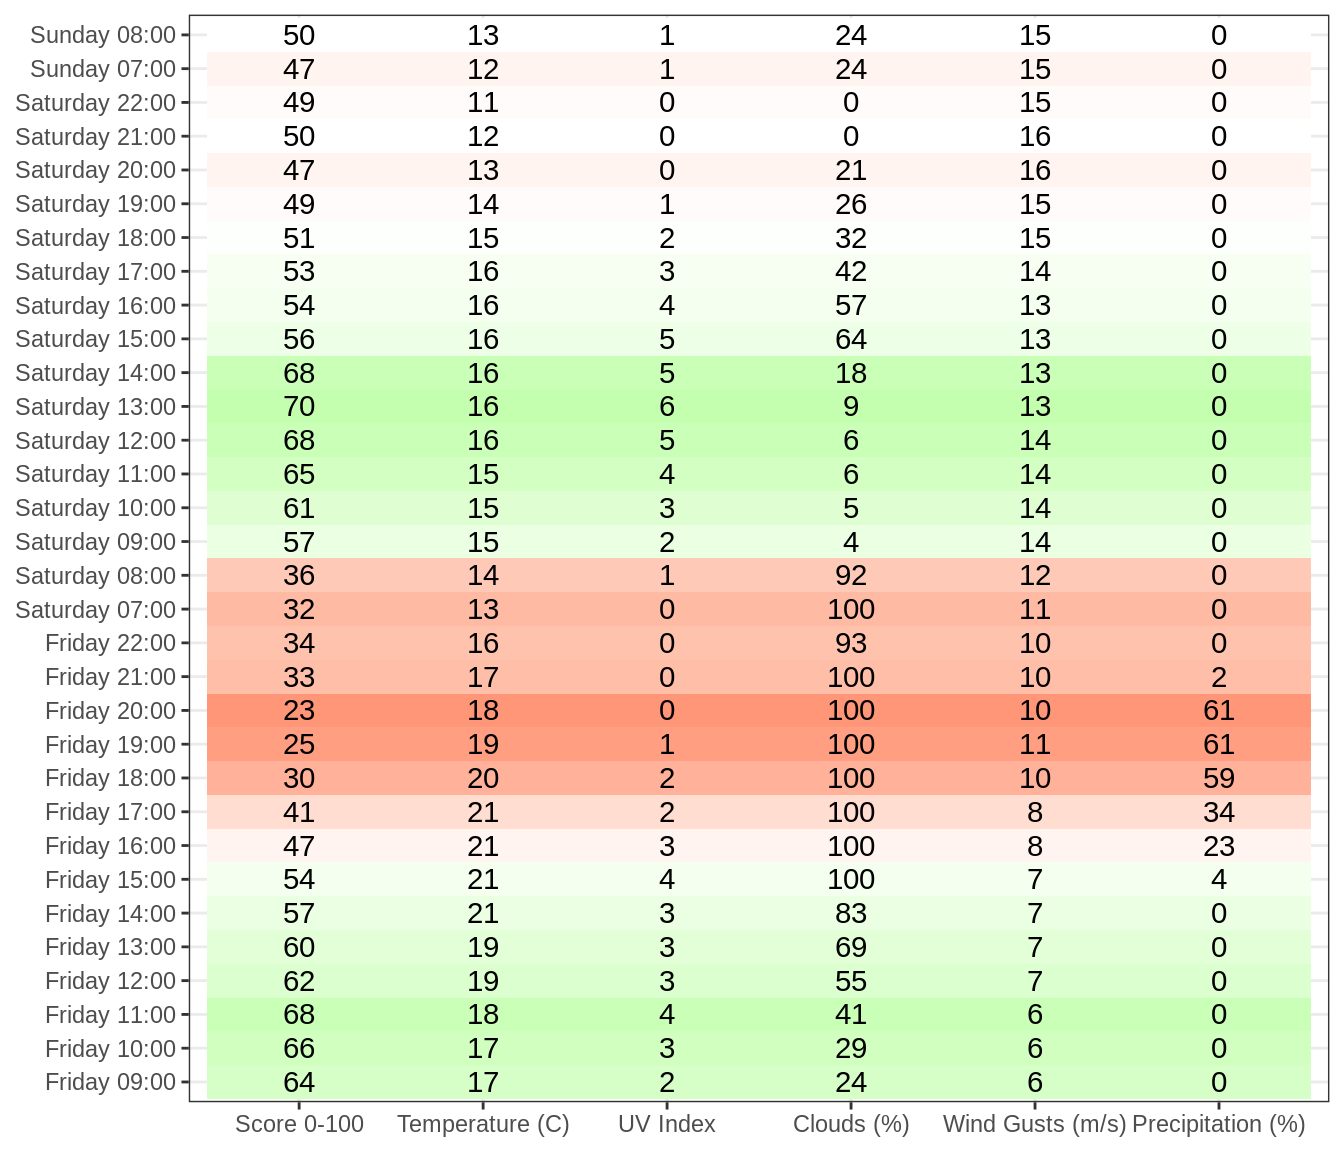 Sunday 08:00 50 13 1 24 15 0
Sunday 07:00 47 12 1 24 15 0
Saturday 22:00 49 11 0 0 15 0
Saturday 21:00 50 12 0 0 16 0
Saturday 20:00 47 13 0 21 16 0
Saturday 19:00 49 14 1 26 15 0
Saturday 18:00 51 15 2 32 15 0
Saturday 17:00 53 16 3 42 14 0
Saturday 16:00 54 16 4 57 13 0
Saturday 15:00 56 16 5 64 13 0
Saturday 14:00 68 16 5 18 13 0
Saturday 13:00 70 16 6 9 13 0
Saturday 12:00 68 16 5 6 14 0
Saturday 11:00 65 15 4 6 14 0
Saturday 10:00 61 15 3 5 14 0
Saturday 09:00 57 15 2 4 14 0
Saturday 08:00 36 14 1 92 12 0
Saturday 07:00 32 13 0 100 11 0
Friday 22:00 34 16 0 93 10 0
Friday 21:00 33 17 0 100 10 2
Friday 20:00 23 18 0 100 10 61
Friday 19:00 25 19 1 100 11 61
Friday 18:00 30 20 2 100 10 59
Friday 17:00 41 21 2 100 8 34
Friday 16:00 47 21 3 100 8 23
Friday 15:00 54 21 4 100 7 4
Friday 14:00 57 21 3 83 7 0
Friday 13:00 60 19 3 69 7 0
Friday 12:00 62 19 3 55 7 0
Friday 11:00 68 18 4 41 6 0
Friday 10:00 66 17 3 29 6 0
Friday 09:00 64 17 2 24 6 0
Score 0-100 Temperature (C) UV Index Clouds (%) Wind Gusts (m/s) Precipitation (%)